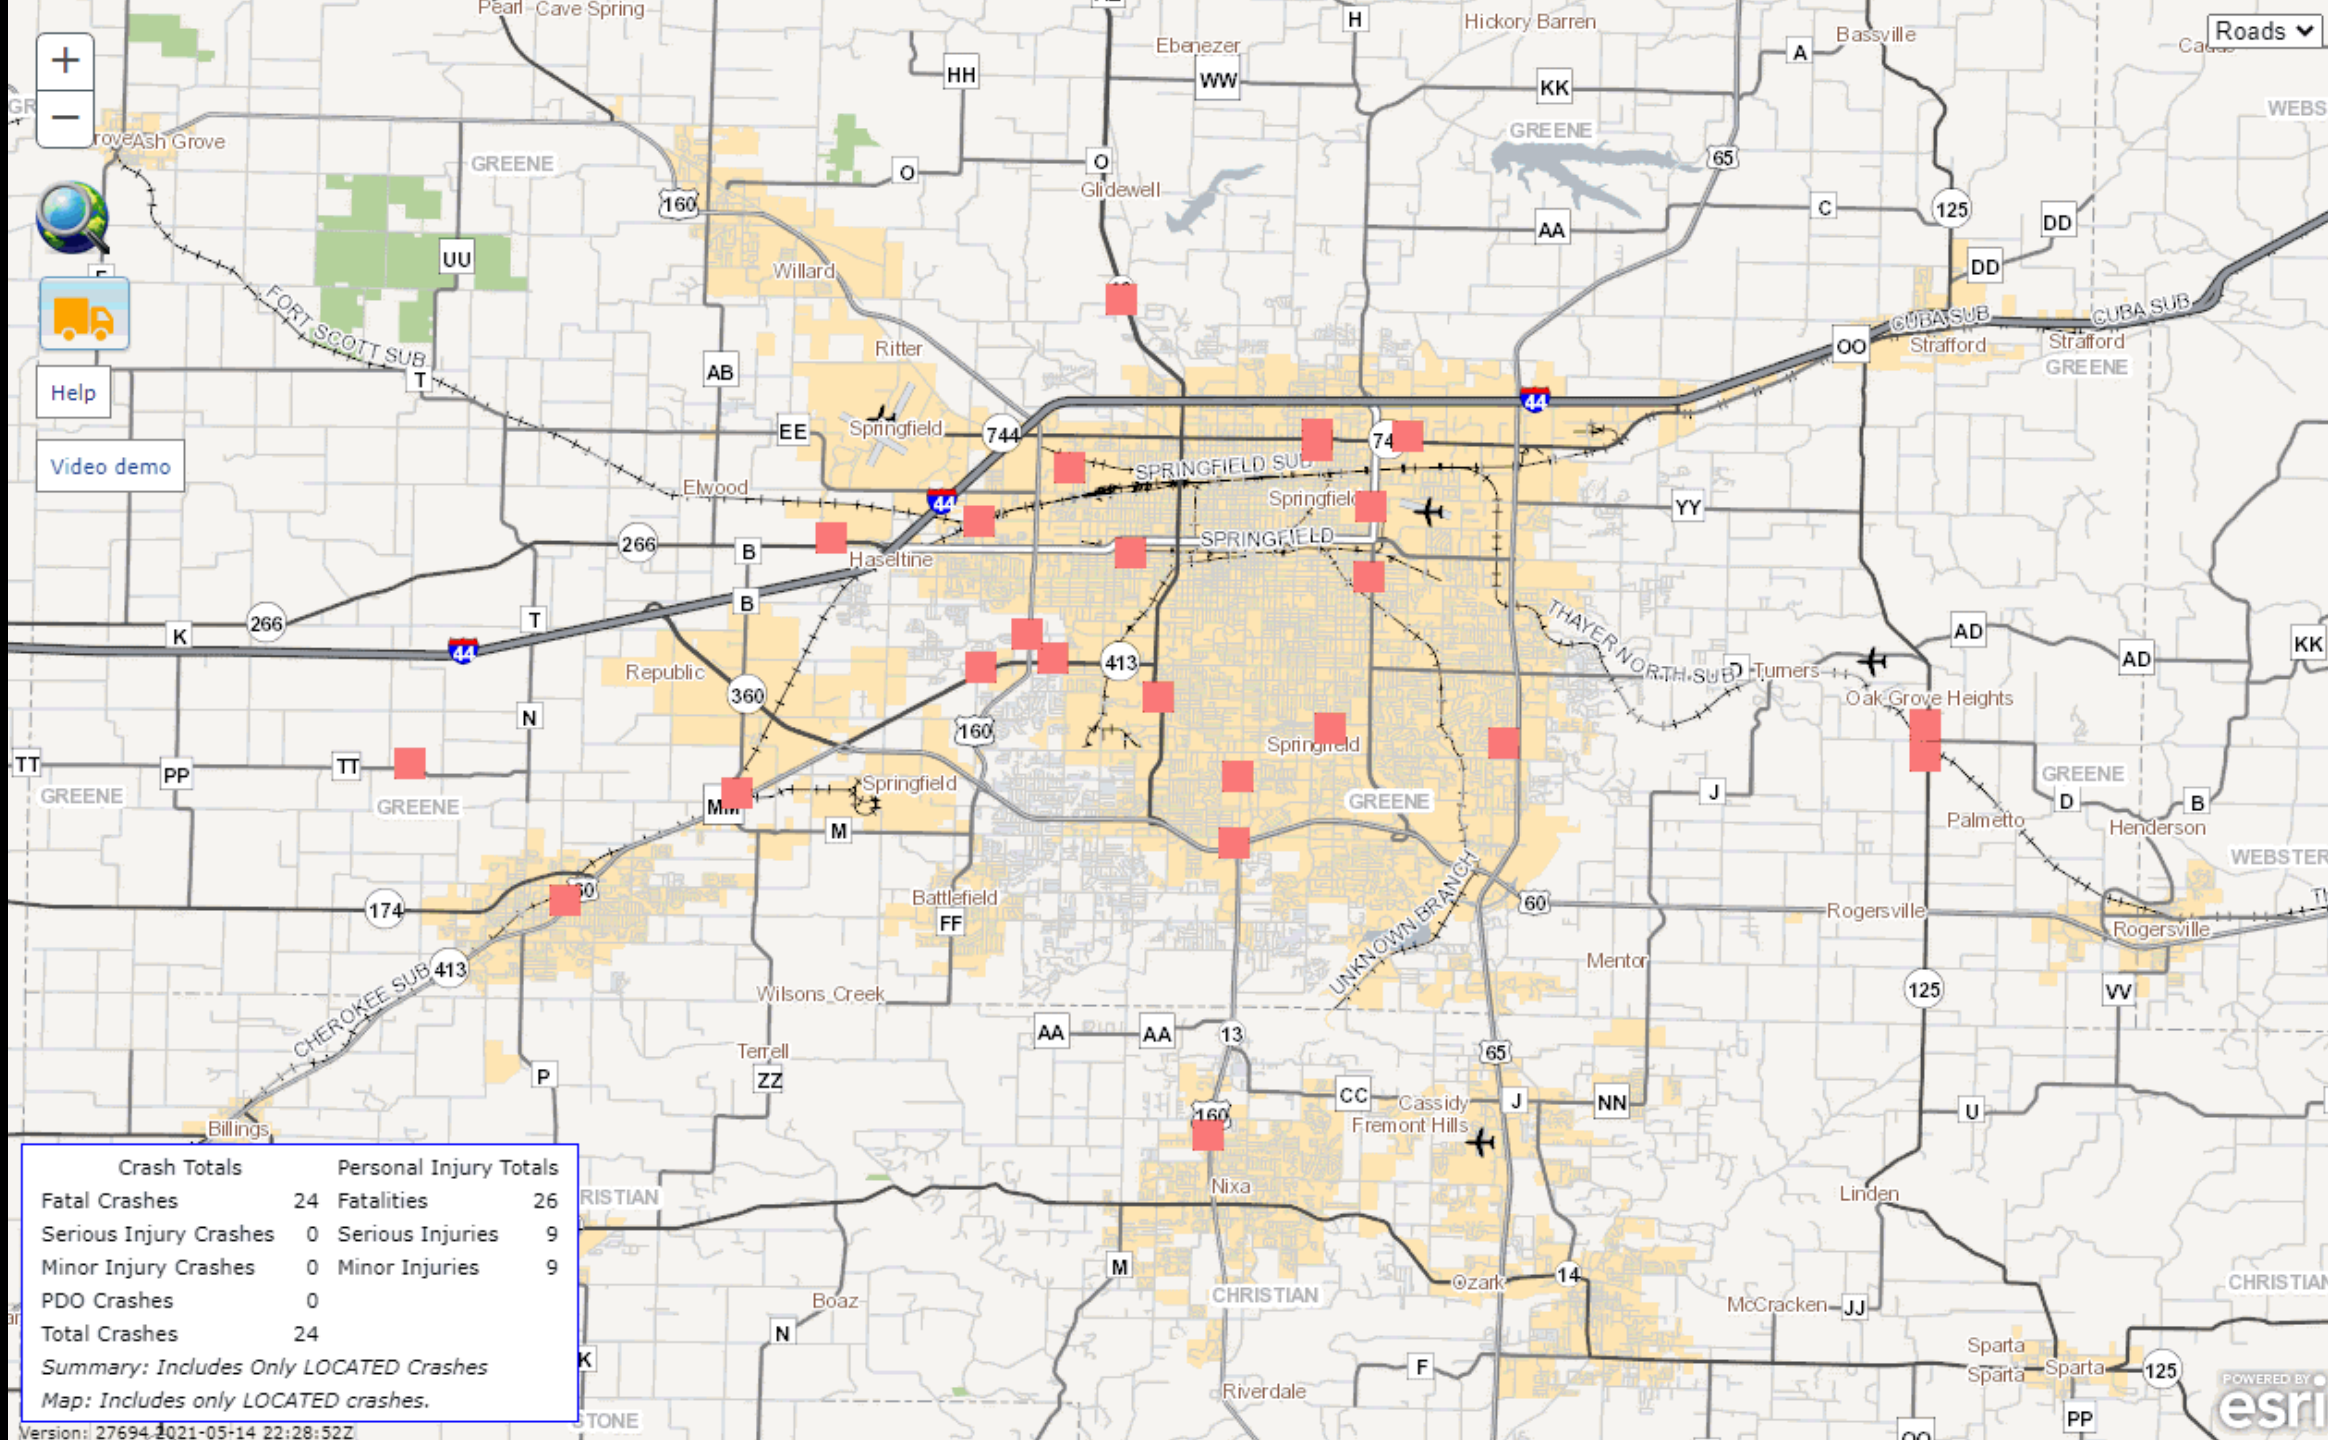 Pearl
Cave Spring
H
Hickory Barren
Bassville
Roads
Ebenezer
A
+
HH
WW
KK
WEBS
−
GREENE
Ash Grove
GREENE
O
O
65
Glidewell
160
C
125
DD
AA
UU
Willard
DD
FORT SCOTT SUB
CUBA SUB
CUBA SUB
Ritter
OO
Strafford
Strafford
AB
T
GREENE
Help
44
EE
Springfield
744
74
Video demo
SPRINGFIELD SUB
Elwood
44
Springfield
YY
266
B
SPRINGFIELD
Haseltine
B
T
THAYER NORTH SUB
266
K
AD
KK
44
413
AD
Republic
D
Turners
360
Oak Grove Heights
N
160
Springfield
TT
PP
TT
GREENE
Springfield
GREENE
GREENE
GREENE
J
D
B
MM
M
Palmetto
Henderson
WEBSTER
60
UNKNOWN BRANCH
Battlefield
174
FF
60
Rogersville
Rogersville
CHEROKEE SUB
413
Mentor
Wilsons Creek
125
VV
AA
AA
13
Terrell
65
P
ZZ
CC
Cassidy
J
NN
160
Fremont Hills
U
Billings
Nixa
Linden
RISTIAN
Crash Totals Personal Injury Totals
Fatal Crashes 24 Fatalities 26
Serious Injury Crashes 0 Serious Injuries 9
Minor Injury Crashes 0 Minor Injuries 9
PDO Crashes 0
Total Crashes 24
Summary: Includes Only LOCATED Crashes
Map: Includes only LOCATED crashes.
M
Ozark
14
CHRISTIAN
CHRISTIAN
Boaz
McCracken
JJ
N
K
Sparta
F
Sparta
Sparta
125
Riverdale
POWERED BY
esri
STONE
PP
Version: 27694 2021-05-14 22:28:52Z
OO